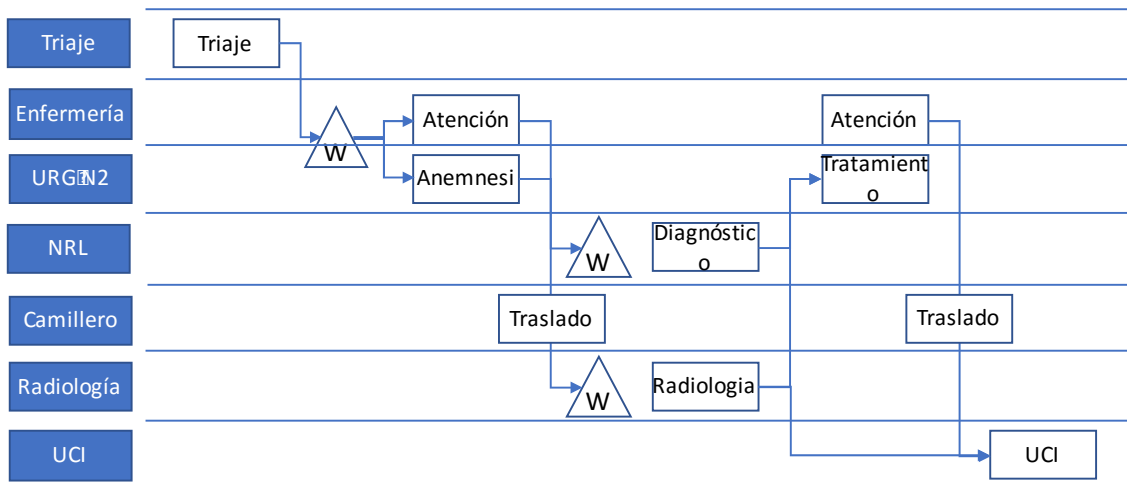 Triaje
Triaje
Enfermería
W
Atención
Atención
URG
N2
Anemnesi
Tratamient
o
NRL
W
Diagnóstic
o
Camillero
Traslado
Traslado
Radiología
W
Radiologia
UCI
UCI